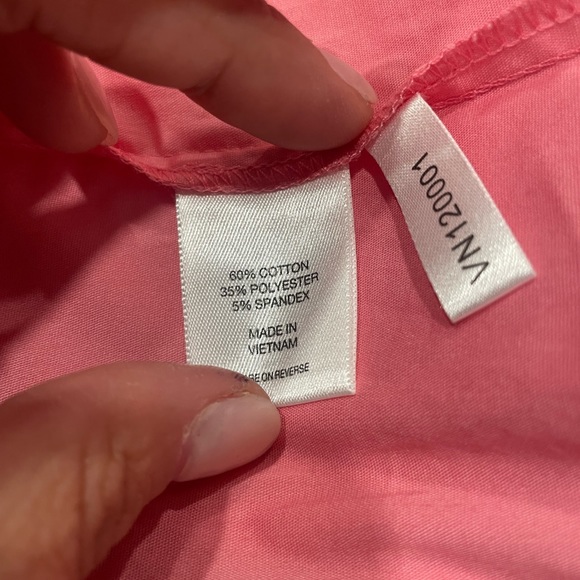 60% COTTON
35% POLYESTER
5% SPANDEX
MADE IN
VIETNAM
ON REVERSE
VN120001